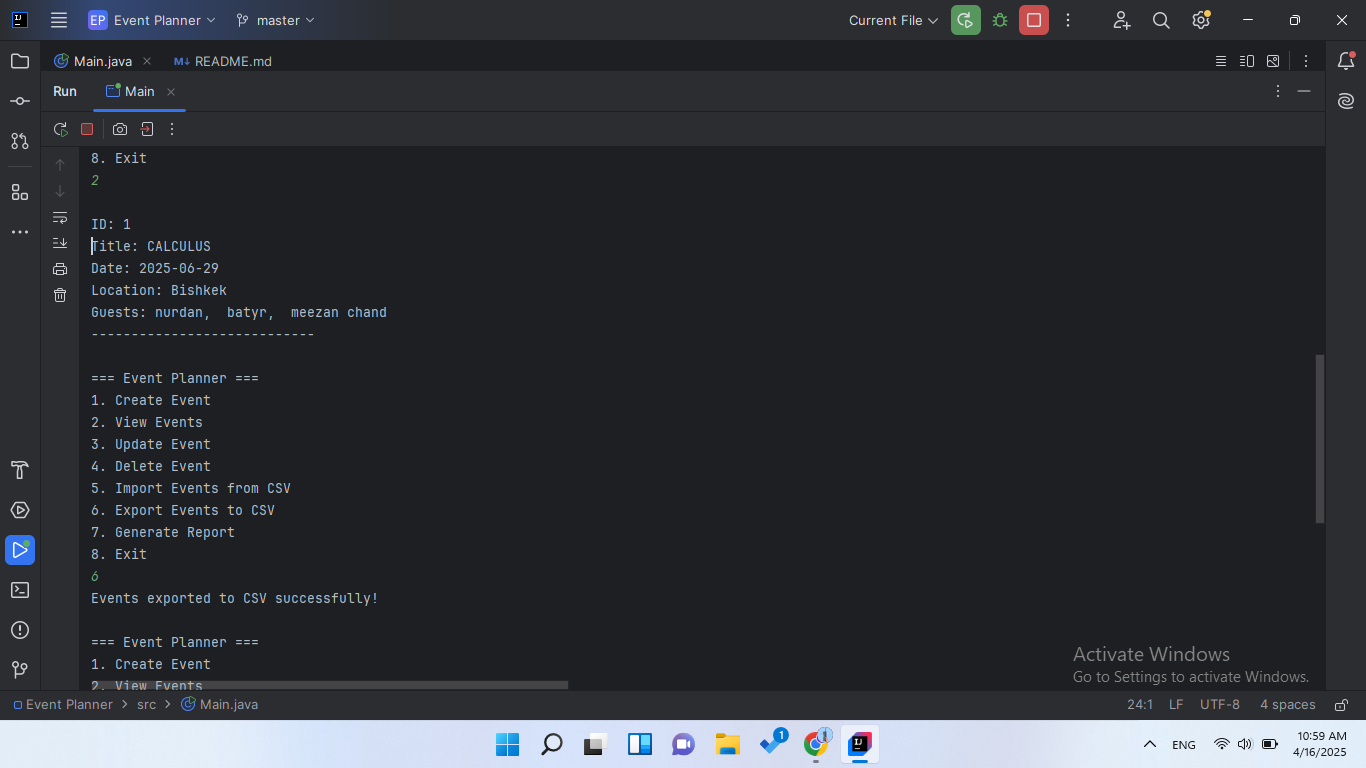 EP Event Planner master Current File
Main.java README.md
Run Main
8. Exit
2
ID: 1
Title: CALCULUS
Date: 2025-06-29
Location: Bishkek
Guests: nurdan,  batyr,  meezan chand
----------------------------
=== Event Planner ===
1. Create Event
2. View Events
3. Update Event
4. Delete Event
5. Import Events from CSV
6. Export Events to CSV
7. Generate Report
8. Exit
6
Events exported to CSV successfully!
=== Event Planner ===
1. Create Event
2. View Events
Activate Windows
Go to Settings to activate Windows.
Event Planner > src > Main.java 24:1 LF UTF-8 4 spaces
1 1 ENG 10:59 AM
4/16/2025